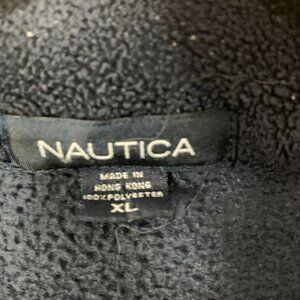 NAUTICA
MADE IN
HONG KONG
100% POLYESTER
XL